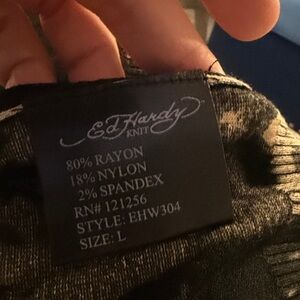 Ed Hardy
KNIT
80% RAYON
18% NYLON
2% SPANDEX
RN# 121256
STYLE: EHW304
SIZE: L